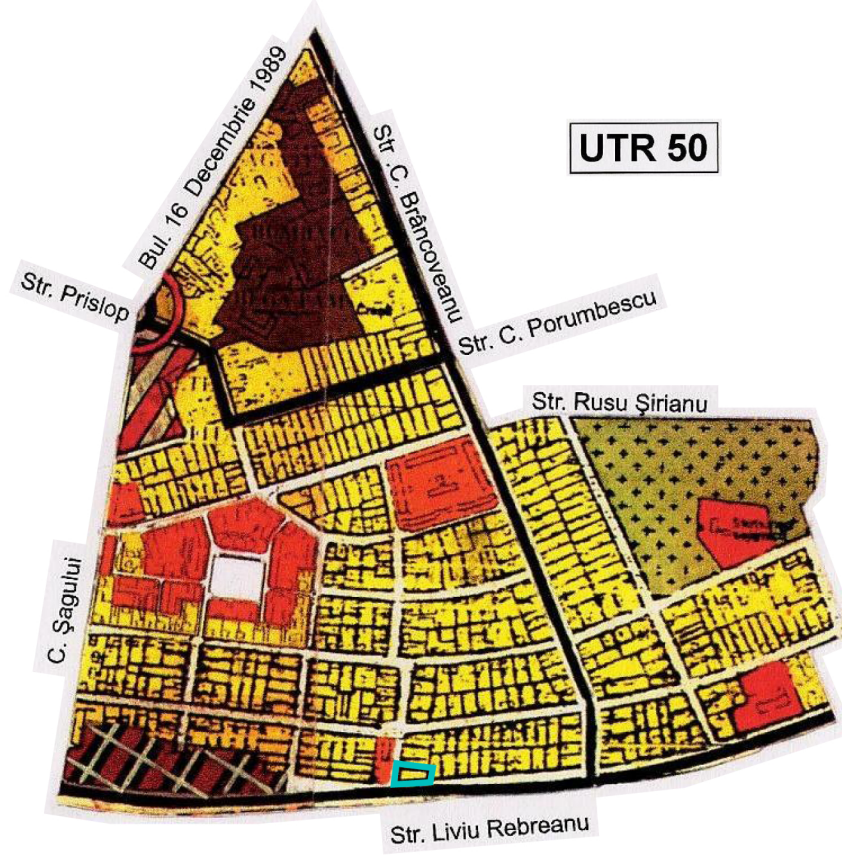 Bul. 16 Decembrie 1989
UTR 50
Str .C. Brâncoveanu
Str. Prislop
Str. C. Porumbescu
Str. Rusu Şirianu
C. Şagului
Str. Liviu Rebreanu